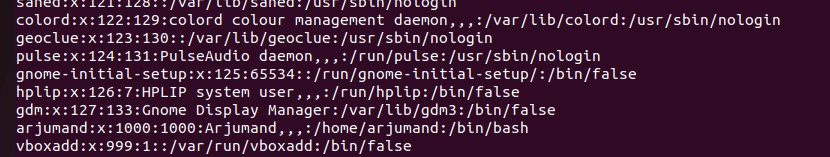 saned:x:121:128::/var/lib/saned:/usr/sbin/nologin
colord:x:122:129:colord colour management daemon,,,:/var/lib/colord:/usr/sbin/nologin
geoclue:x:123:130::/var/lib/geoclue:/usr/sbin/nologin
pulse:x:124:131:PulseAudio daemon,,,:/run/pulse:/usr/sbin/nologin
gnome-initial-setup:x:125:65534::/run/gnome-initial-setup/:/bin/false
hplip:x:126:7:HPLIP system user,,,:/run/hplip:/bin/false
gdm:x:127:133:Gnome Display Manager:/var/lib/gdm3:/bin/false
arjumand:x:1000:1000:Arjumand,,,:/home/arjumand:/bin/bash
vboxadd:x:999:1::/var/run/vboxadd:/bin/false